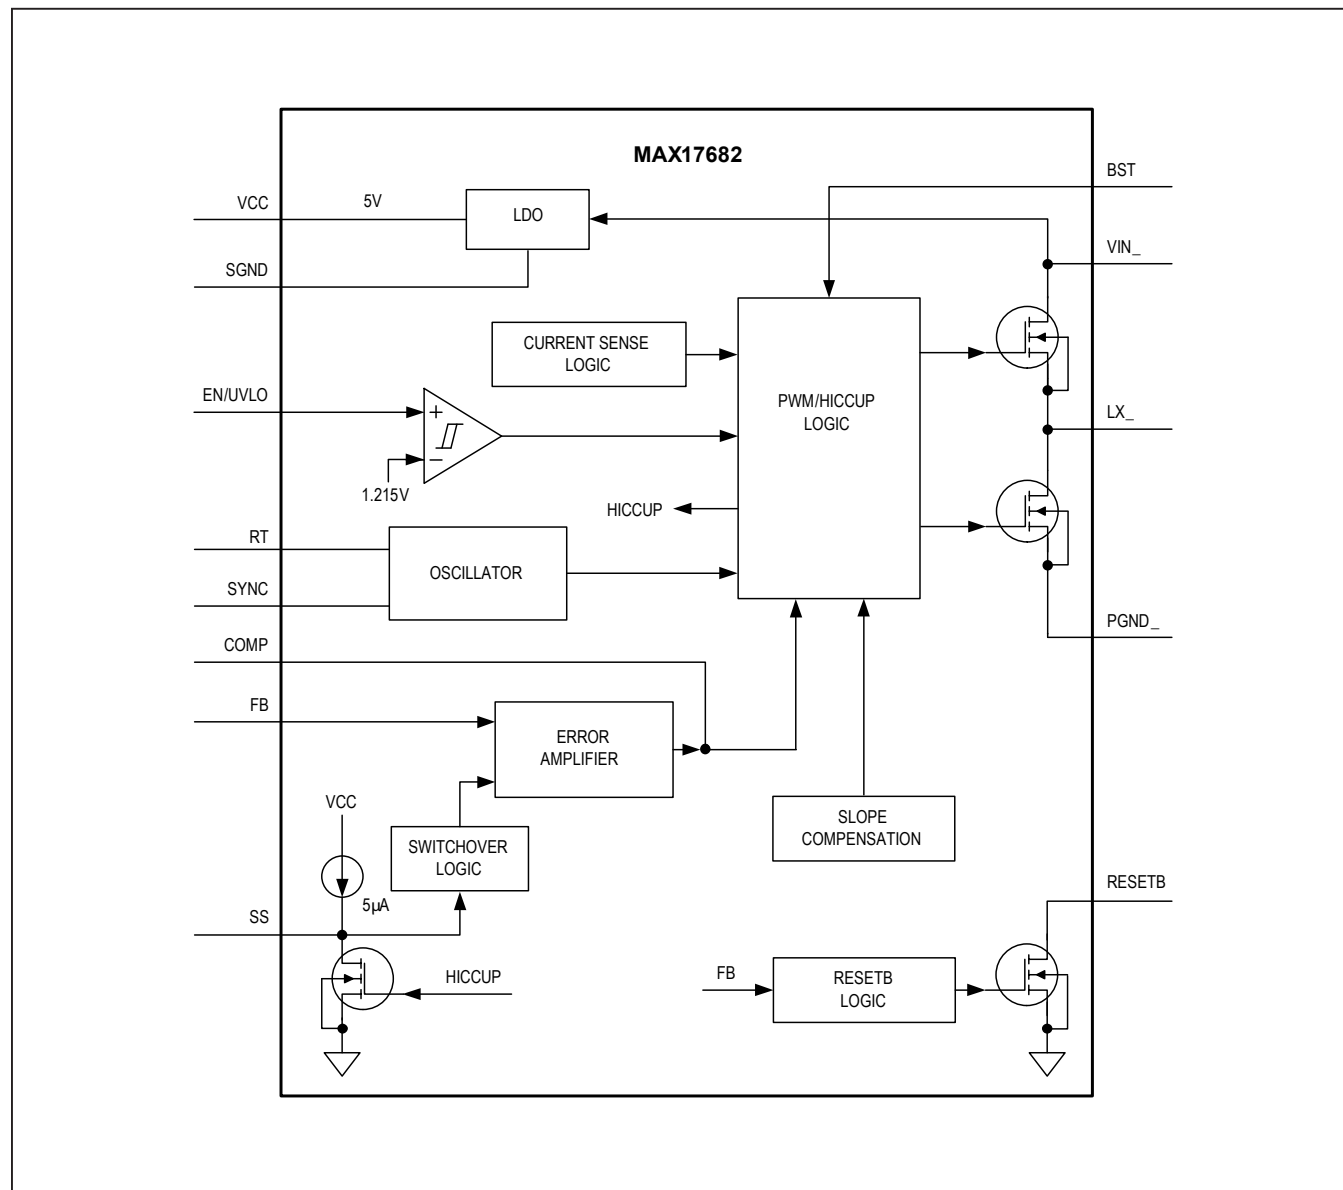 MAX17682
BST
VCC
5V
LDO
VIN_
SGND
CURRENT SENSE
LOGIC
EN/UVLO
+
PWM/HICCUP
LOGIC
LX_
−
1.215V
HICCUP
RT
OSCILLATOR
SYNC
PGND_
COMP
FB
ERROR
AMPLIFIER
VCC
SLOPE
COMPENSATION
SWITCHOVER
LOGIC
5µA
RESETB
SS
HICCUP
FB
RESETB
LOGIC